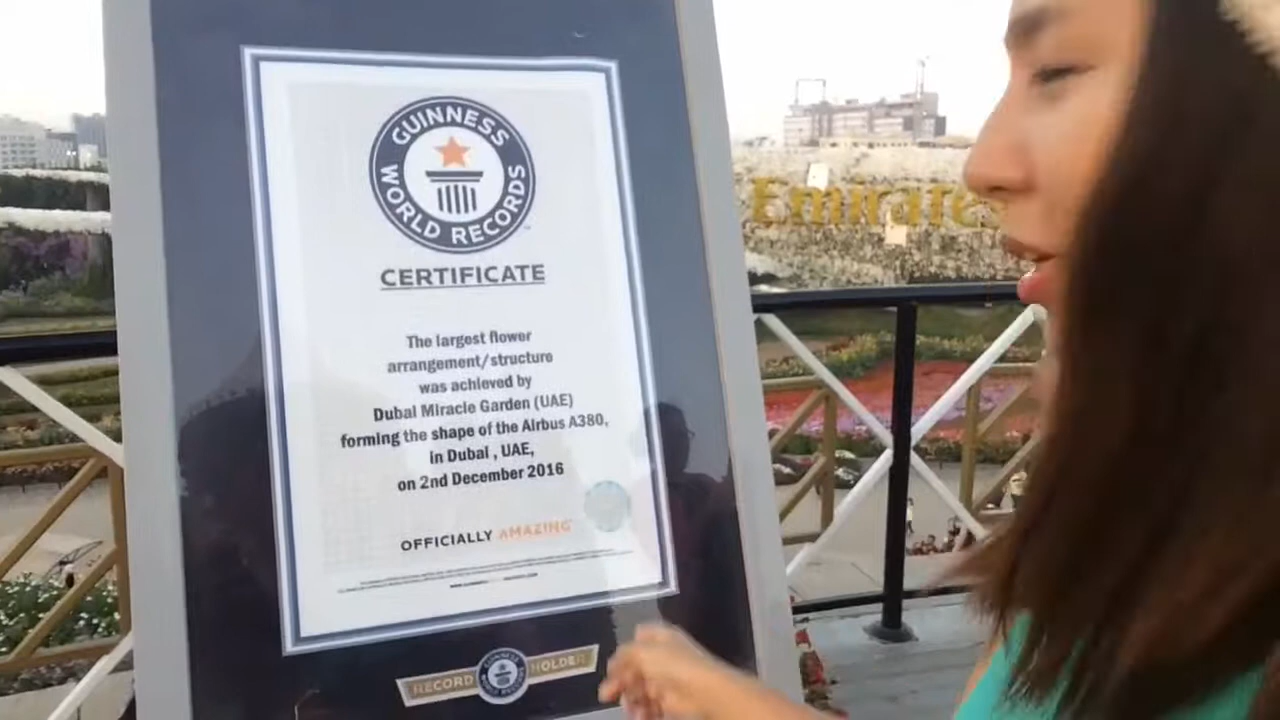 GUINNESS
WORLD RECORDS
CERTIFICATE
The largest flower
arrangement/structure
was achieved by
Dubai Miracle Garden (UAE)
forming the shape of the Airbus A380,
in Dubai , UAE,
on 2nd December 2016
OFFICIALLY AMAZING
RECORD HOLDER
Emirates